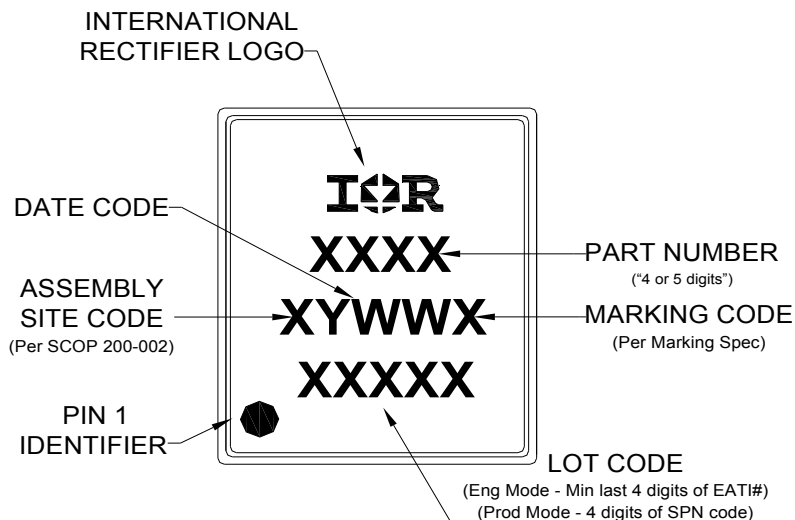 INTERNATIONAL
RECTIFIER LOGO
IOR
DATE CODE
XXXX
PART NUMBER
(“4 or 5 digits”)
ASSEMBLY
SITE CODE
(Per SCOP 200-002)
XYWWX
MARKING CODE
(Per Marking Spec)
XXXXX
PIN 1
IDENTIFIER
LOT CODE
(Eng Mode - Min last 4 digits of EATI#)
(Prod Mode - 4 digits of SPN code)